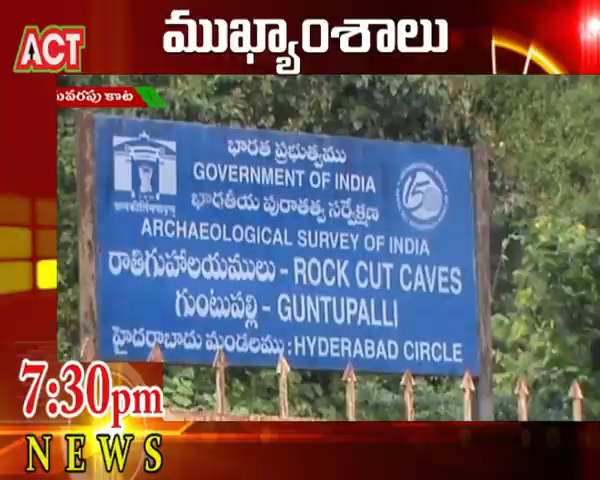 ACT
ముఖ్యాంశాలు
భారత ప్రభుత్వము
GOVERNMENT OF INDIA
భారతీయ పురాతత్వ సర్వేక్షణ
ARCHAEOLOGICAL SURVEY OF INDIA
రాతిగుహాలయములు - ROCK CUT CAVES
గుంటుపల్లి - GUNTUPALLI
హైదరాబాదు మండలము : HYDERABAD CIRCLE
7:30pm
NEWS